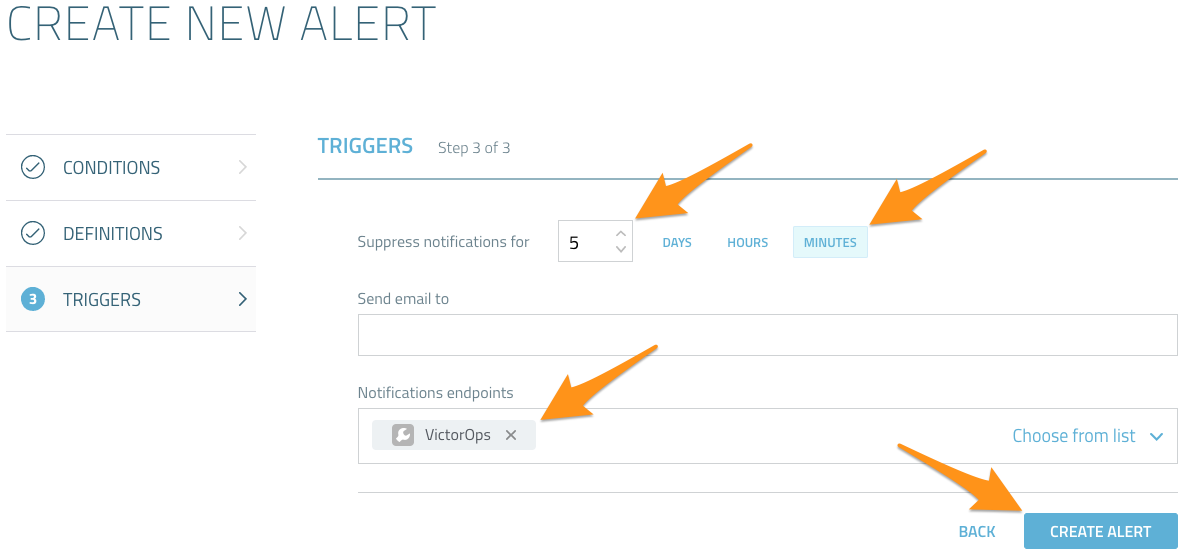 CREATE NEW ALERT
CONDITIONS
DEFINITIONS
3 TRIGGERS
TRIGGERS Step 3 of 3
Suppress notifications for 5 DAYS HOURS MINUTES
Send email to
Notifications endpoints
VictorOps Choose from list
BACK CREATE ALERT